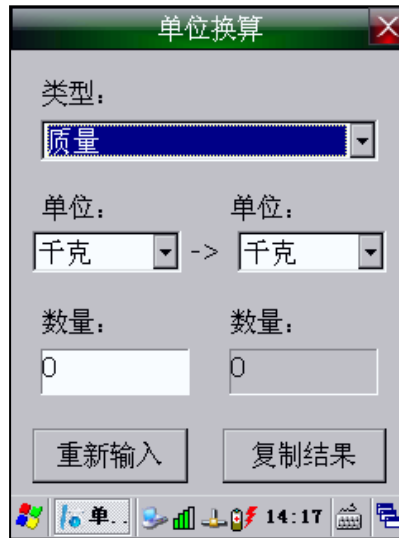 单位换算
类型：
质量
单位： 单位：
千克 -> 千克
数量： 数量：
0 0
重新输入 复制结果
单.. 14:17